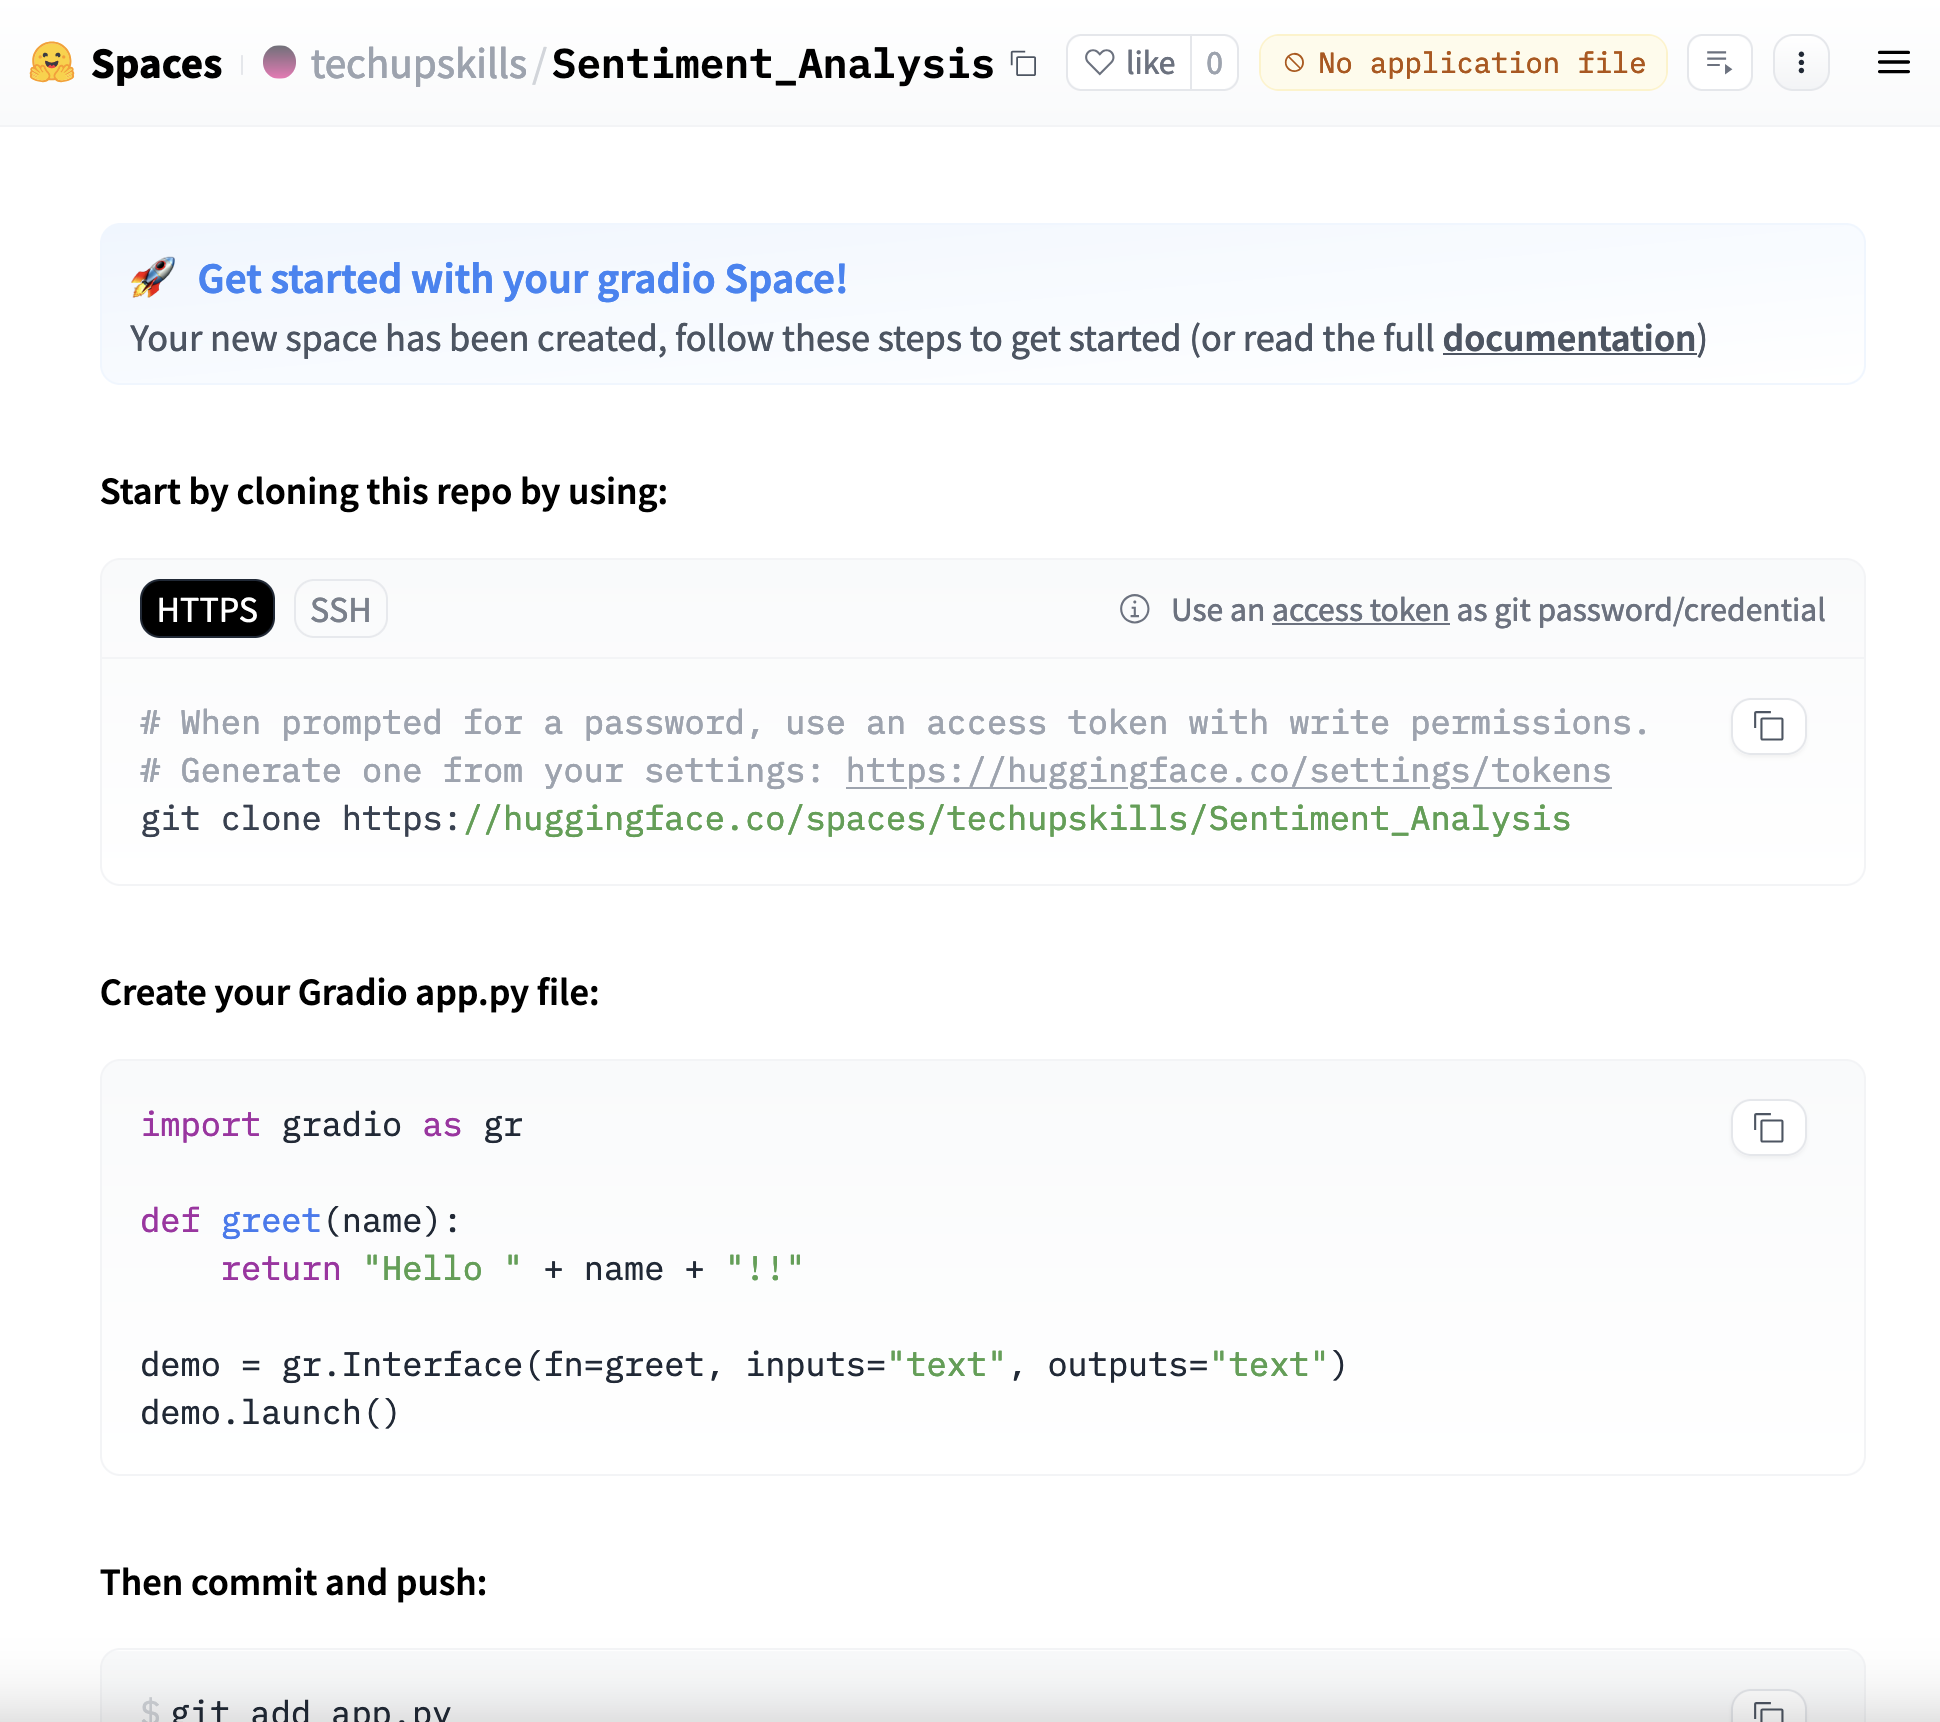 Spaces techupskills/Sentiment_Analysis like 0 No application file
Get started with your gradio Space!
Your new space has been created, follow these steps to get started (or read the full documentation)
Start by cloning this repo by using:
HTTPS SSH Use an access token as git password/credential
# When prompted for a password, use an access token with write permissions.
# Generate one from your settings: https://huggingface.co/settings/tokens
git clone https://huggingface.co/spaces/techupskills/Sentiment_Analysis
Create your Gradio app.py file:
import gradio as gr
def greet(name):
    return "Hello " + name + "!!"
demo = gr.Interface(fn=greet, inputs="text", outputs="text")
demo.launch()
Then commit and push:
$ git add app.py